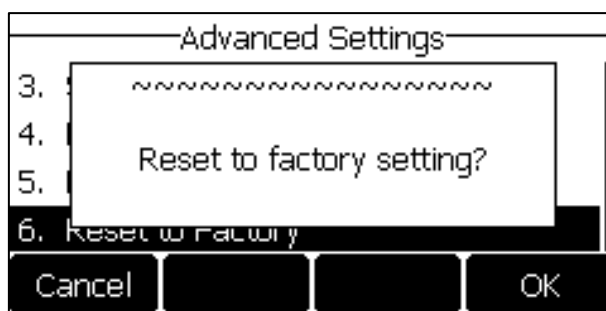 Advanced Settings
3.
~~~~~~~~~~~~~~~~
4.
Reset to factory setting?
5.
6. Reset to Factory
Cancel OK